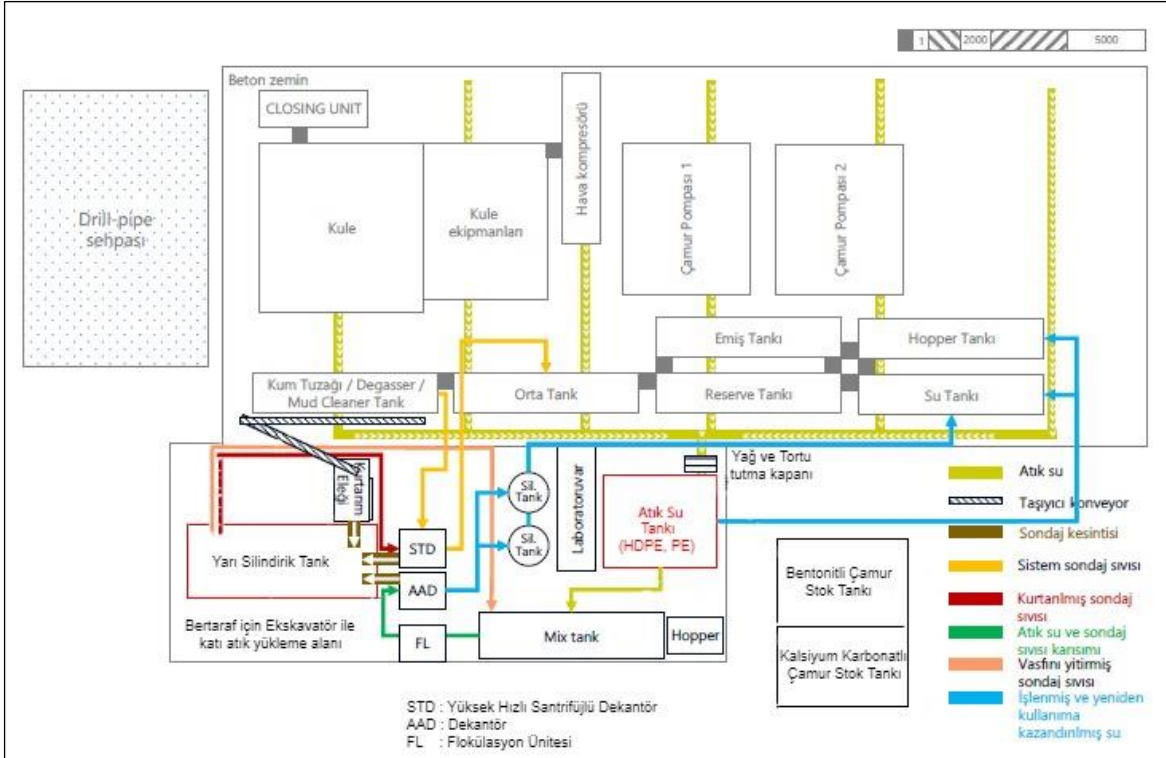 1 2000 5000
Beton zemin
CLOSING UNIT
Drill-pipe
sehpası
Kule
Kule
ekipmanları
Hava kompresörü
Çamur Pompası 1
Çamur Pompası 2
Emiş Tankı
Hopper Tankı
Kum Tuzağı / Degasser /
Mud Cleaner Tank
Orta Tank
Reserve Tankı
Su Tankı
Kurtarım
Eleği
Sil.
Tank
Sil.
Tank
Laboratoruvar
Yağ ve Tortu
tutma kapanı
Atık Su
Tankı
(HDPE, PE)
Yarı Silindirik Tank
STD
AAD
FL
Mix tank
Hopper
Bertaraf için Ekskavatör ile
katı atık yükleme alanı
Bentonitli Çamur
Stok Tankı
Kalsiyum Karbonatlı
Çamur Stok Tankı
Atık su
Taşıyıcı konveyor
Sondaj kesintisi
Sistem sondaj sıvısı
Kurtarılmış sondaj
sıvısı
Atık su ve sondaj
sıvısı karısımı
Vasfını yitirmiş
sondaj sıvısı
İşlenmiş ve yeniden
kullanıma
kazandırılmış su
STD : Yüksek Hızlı Santrifüjlü Dekantör
AAD : Dekantör
FL : Flokülasyon Ünitesi